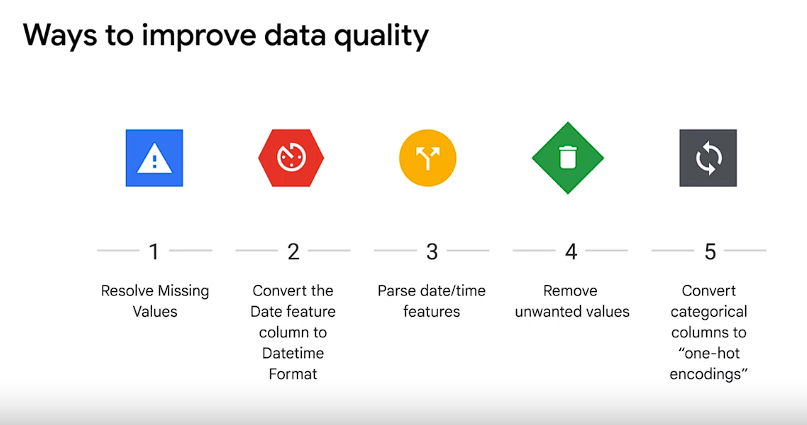 Ways to improve data quality
1
Resolve Missing
Values
2
Convert the
Date feature
column to
Datetime
Format
3
Parse date/time
features
4
Remove
unwanted values
5
Convert
categorical
columns to
“one-hot
encodings”